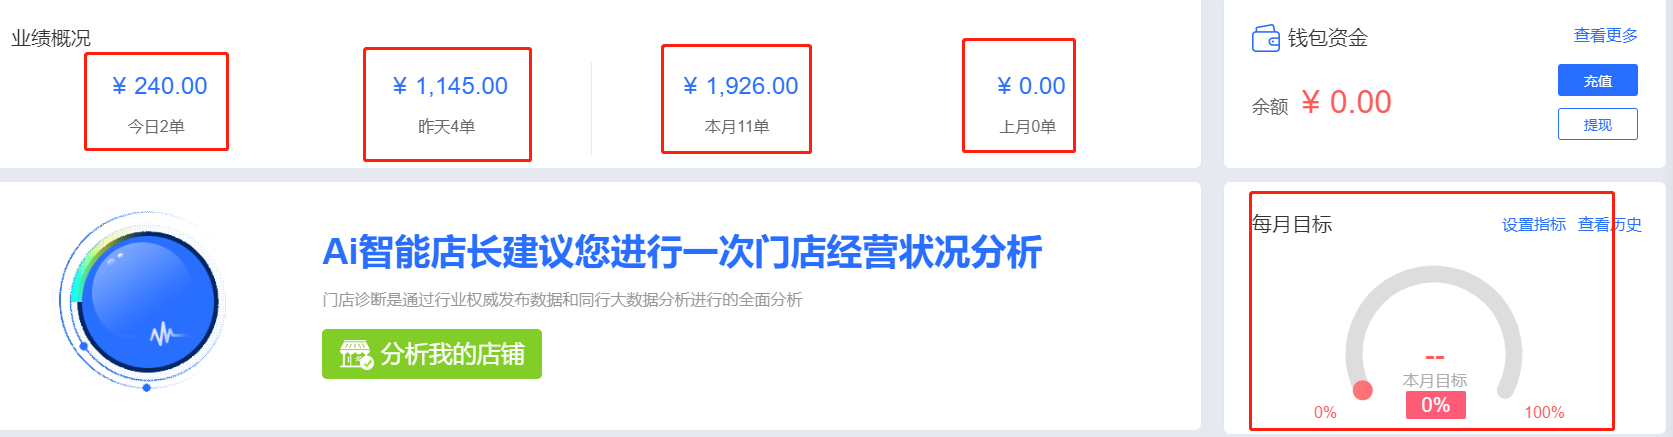 业绩概况
¥ 240.00
今日2单
¥ 1,145.00
昨天4单
¥ 1,926.00
本月11单
¥ 0.00
上月0单
钱包资金
查看更多
余额 ¥ 0.00
充值
提现
Ai智能店长建议您进行一次门店经营状况分析
门店诊断是通过行业权威发布数据和同行大数据分析进行的全面分析
分析我的店铺
每月目标
设置指标 查看历史
--
本月目标
0%
0%
100%